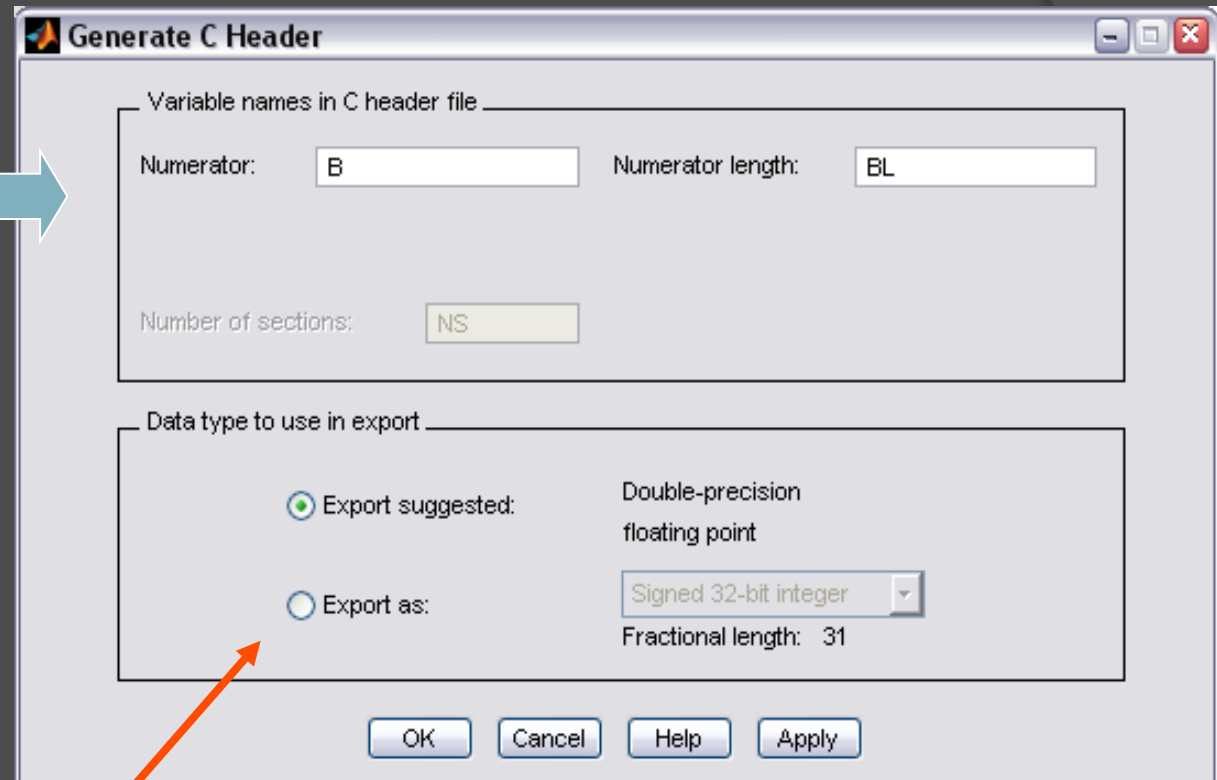 Generate C Header
Variable names in C header file
Numerator: B Numerator length: BL
Number of sections: NS
Data type to use in export
Export suggested: Double-precision
floating point
Export as: Signed 32-bit integer
Fractional length: 31
OK Cancel Help Apply